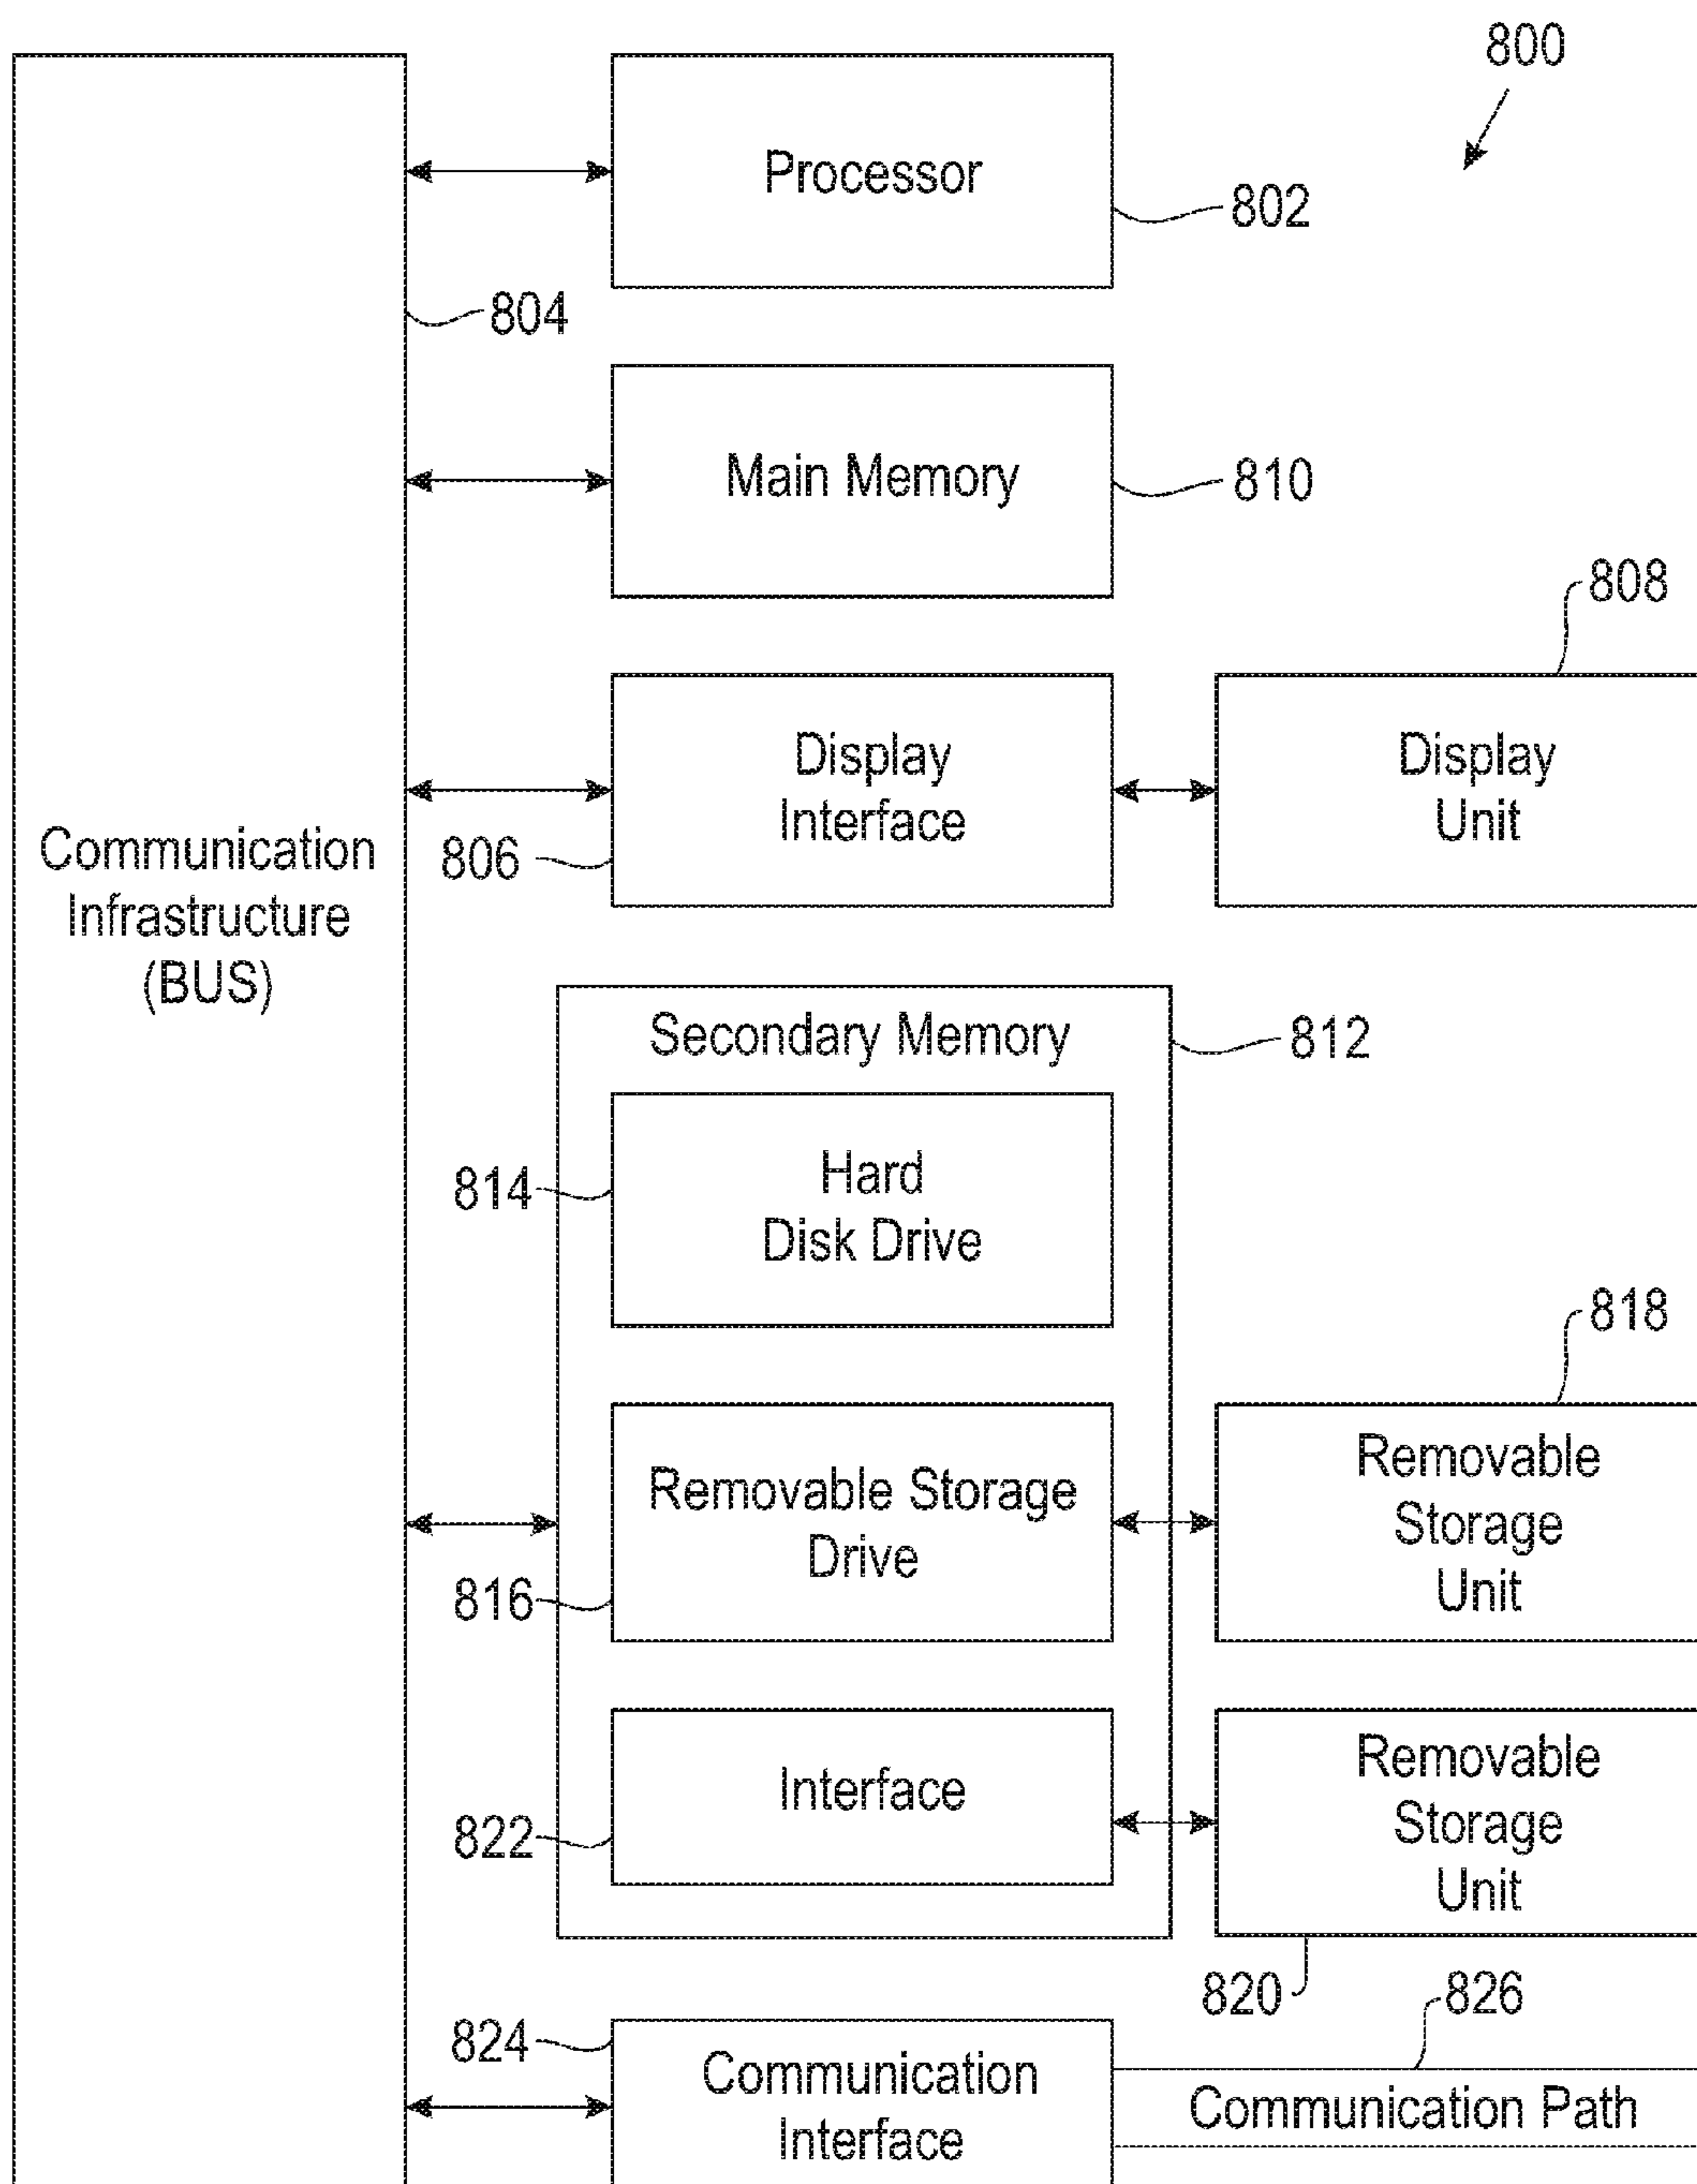 800
Processor
802
804
Main Memory
810
808
Display
Interface
806
Display
Unit
Communication
Infrastructure
(BUS)
Secondary Memory
812
Hard
Disk Drive
814
818
Removable Storage
Drive
816
Removable
Storage
Unit
Interface
822
Removable
Storage
Unit
820
826
824
Communication
Interface
Communication Path